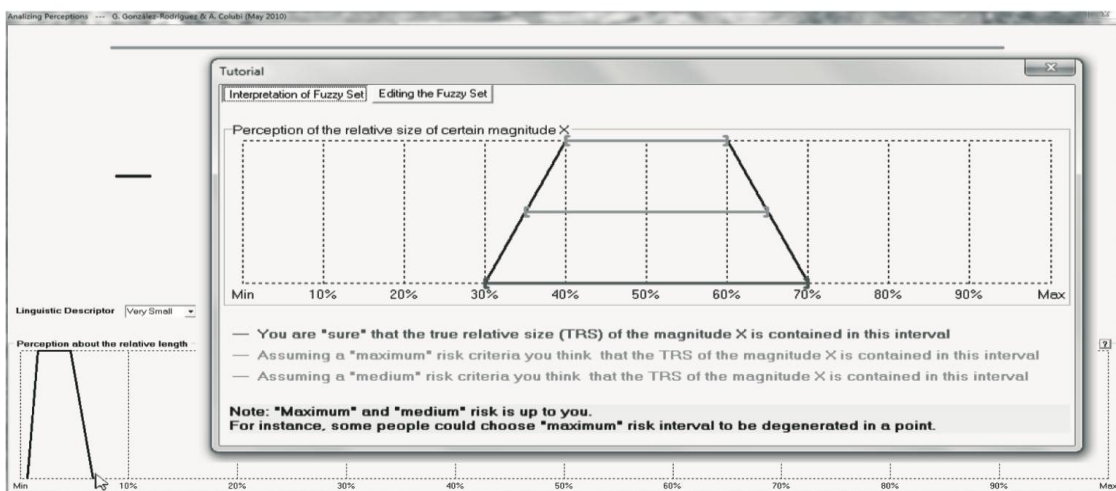 Analizing Perceptions --- G. González-Rodríguez & A. Colubi (May 2010)
Tutorial
Interpretation of Fuzzy Set Editing the Fuzzy Set
Perception of the relative size of certain magnitude X
Min 10% 20% 30% 40% 50% 60% 70% 80% 90% Max
— You are "sure" that the true relative size (TRS) of the magnitude X is contained in this interval
— Assuming a "maximum" risk criteria you think that the TRS of the magnitude X is contained in this interval
— Assuming a "medium" risk criteria you think that the TRS of the magnitude X is contained in this interval
Note: "Maximum" and "medium" risk is up to you.
For instance, some people could choose "maximum" risk interval to be degenerated in a point.
Linguistic Descriptor Very Small
Perception about the relative length
?
Min 10% 20% 30% 40% 50% 60% 70% 80% 90% Max